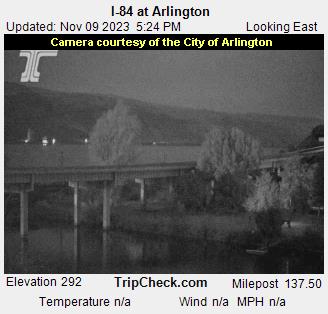 I-84 at Arlington
Updated: Nov 09 2023 5:24 PM Looking East
Camera courtesy of the City of Arlington
Elevation 292 TripCheck.com Milepost 137.50
Temperature n/a Wind n/a MPH n/a